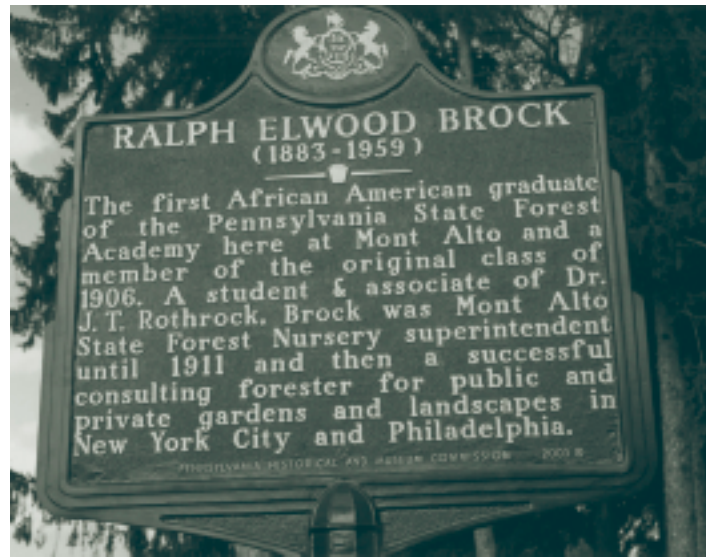 RALPH ELWOOD BROCK
(1883-1959)
The first African American graduate
of the Pennsylvania State Forest
Academy here at Mont Alto and a
member of the original class of
1906. A student & associate of Dr.
J. T. Rothrock, Brock was Mont Alto
State Forest Nursery superintendent
until 1911 and then a successful
consulting forester for public and
private gardens and landscapes in
New York City and Philadelphia.
PENNSYLVANIA HISTORICAL AND MUSEUM COMMISSION